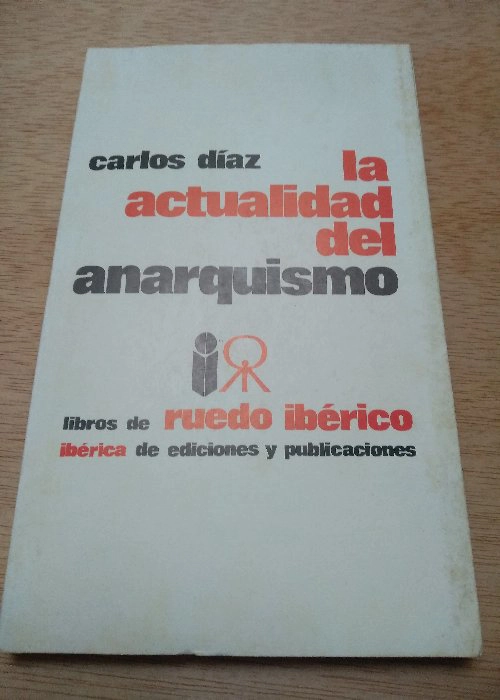 carlos díaz la
actualidad
del
anarquismo
libros de ruedo ibérico
ibérica de ediciones y publicaciones